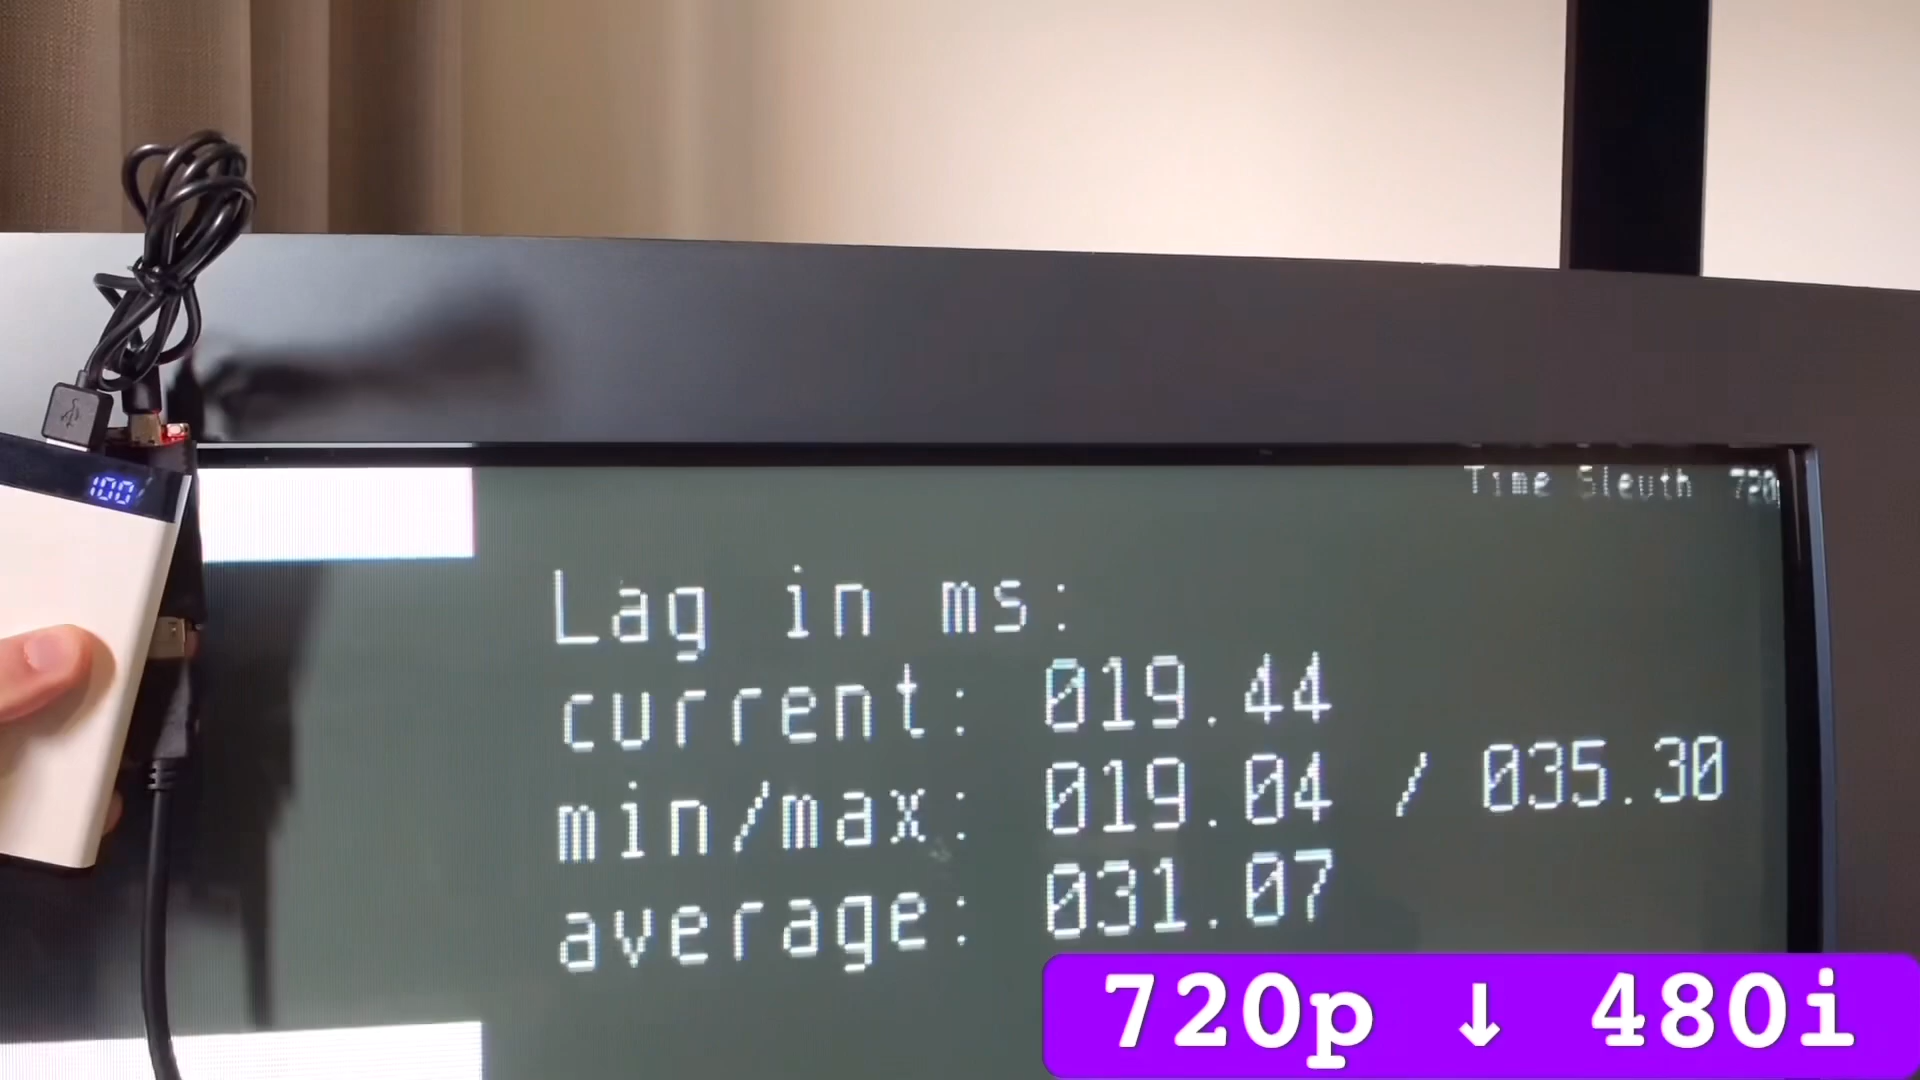 100
Time Sleuth 720p
Lag in ms:
current: 019.44
min/max: 019.04 / 035.30
average: 031.07
720p ↓ 480i